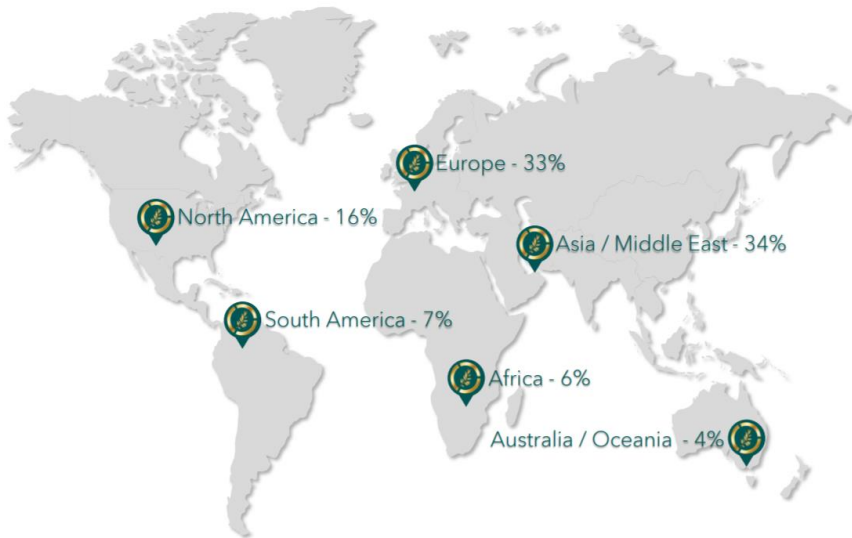 Europe - 33%
North America - 16%
Asia / Middle East - 34%
South America - 7%
Africa - 6%
Australia / Oceania - 4%